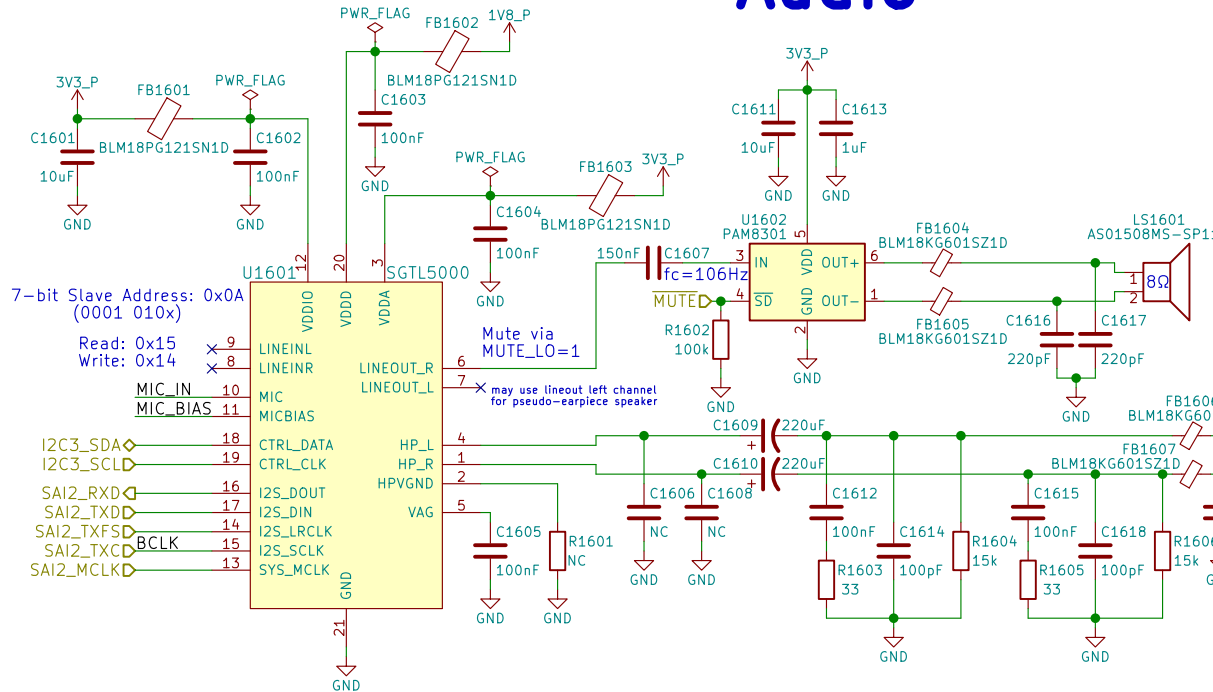 Audio
PWR_FLAG
FB1602
1V8_P
BLM18PG121SN1D
C1603
100nF
GND
3V3_P
FB1601
PWR_FLAG
C1601
BLM18PG121SN1D
C1602
10uF
100nF
GND
GND
PWR_FLAG
FB1603
3V3_P
C1604
BLM18PG121SN1D
100nF
GND
3V3_P
C1611
C1613
10uF
1uF
GND
GND
U1602
PAM8301
150nF
C1607
fc=106Hz
3
IN
5
VDD
OUT+
6
MUTE
4
SD
GND
OUT-
1
2
GND
R1602
100k
GND
FB1604
BLM18KG601SZ1D
FB1605
BLM18KG601SZ1D
LS1601
1
2
8Ω
C1616
C1617
220pF
220pF
GND
U1601
SGTL5000
12
20
3
VDDIO
VDDD
VDDA
7-bit Slave Address: 0x0A
(0001 010x)
Read: 0x15
Write: 0x14
9
LINEINL
8
LINEINR
MIC_IN
10
MIC
MIC_BIAS
11
MICBIAS
I2C3_SDA
18
CTRL_DATA
I2C3_SCL
19
CTRL_CLK
SAI2_RXD
16
I2S_DOUT
SAI2_TXD
17
I2S_DIN
SAI2_TXFS
14
I2S_LRCLK
SAI2_TXC
BCLK
15
I2S_SCLK
SAI2_MCLK
13
SYS_MCLK
GND
21
GND
Mute via
MUTE_LO=1
LINEOUT_R
6
LINEOUT_L
7
may use lineout left channel
for pseudo-earpiece speaker
HP_L
4
HP_R
1
HPVGND
2
VAG
5
C1605
100nF
GND
R1601
NC
GND
C1606
NC
GND
C1608
NC
GND
C1609
220uF
+
C1610
220uF
+
C1612
100nF
R1603
33
C1614
100pF
R1604
15k
GND
FB1607
BLM18KG601SZ1D
C1615
100nF
R1605
33
C1618
100pF
15k
GND